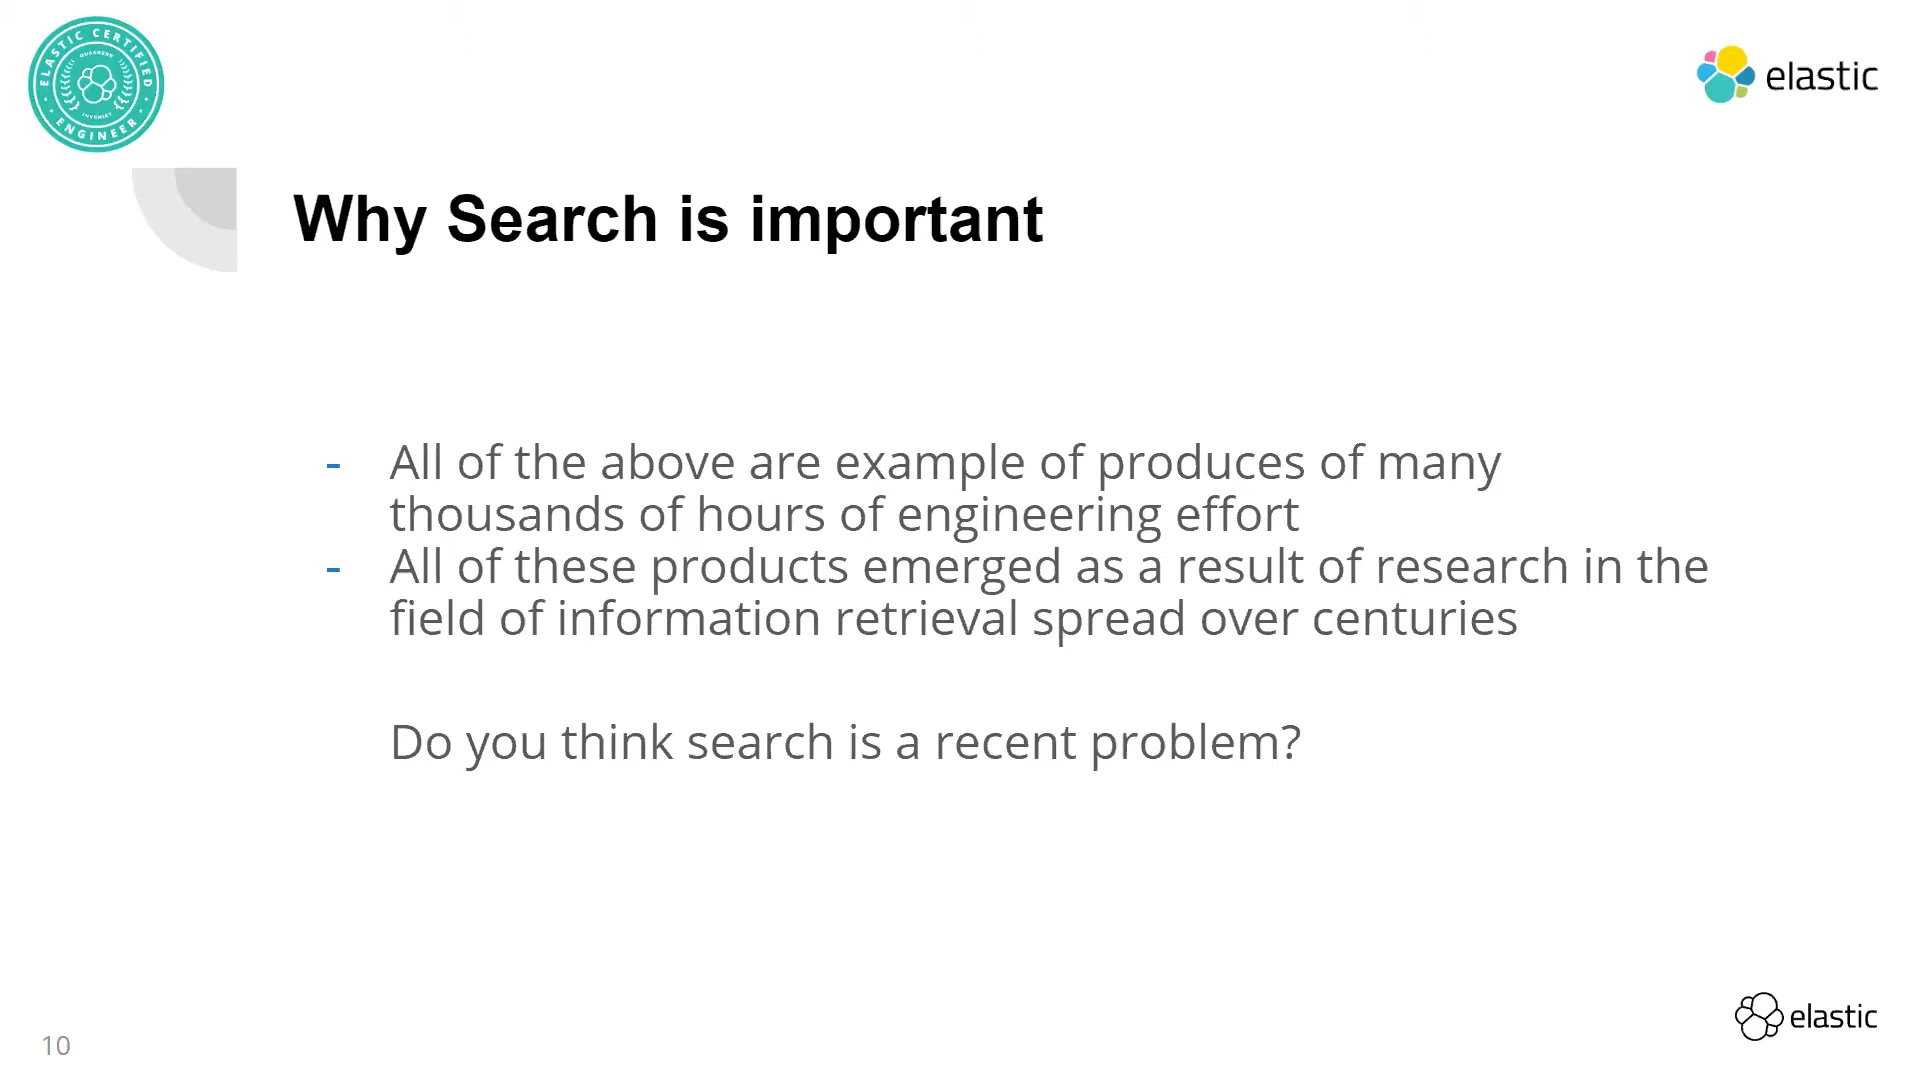 ELASTIC CERTIFIED
ENGINEER
elastic
Why Search is important
- All of the above are example of produces of many
thousands of hours of engineering effort
- All of these products emerged as a result of research in the
field of information retrieval spread over centuries
Do you think search is a recent problem?
elastic
10